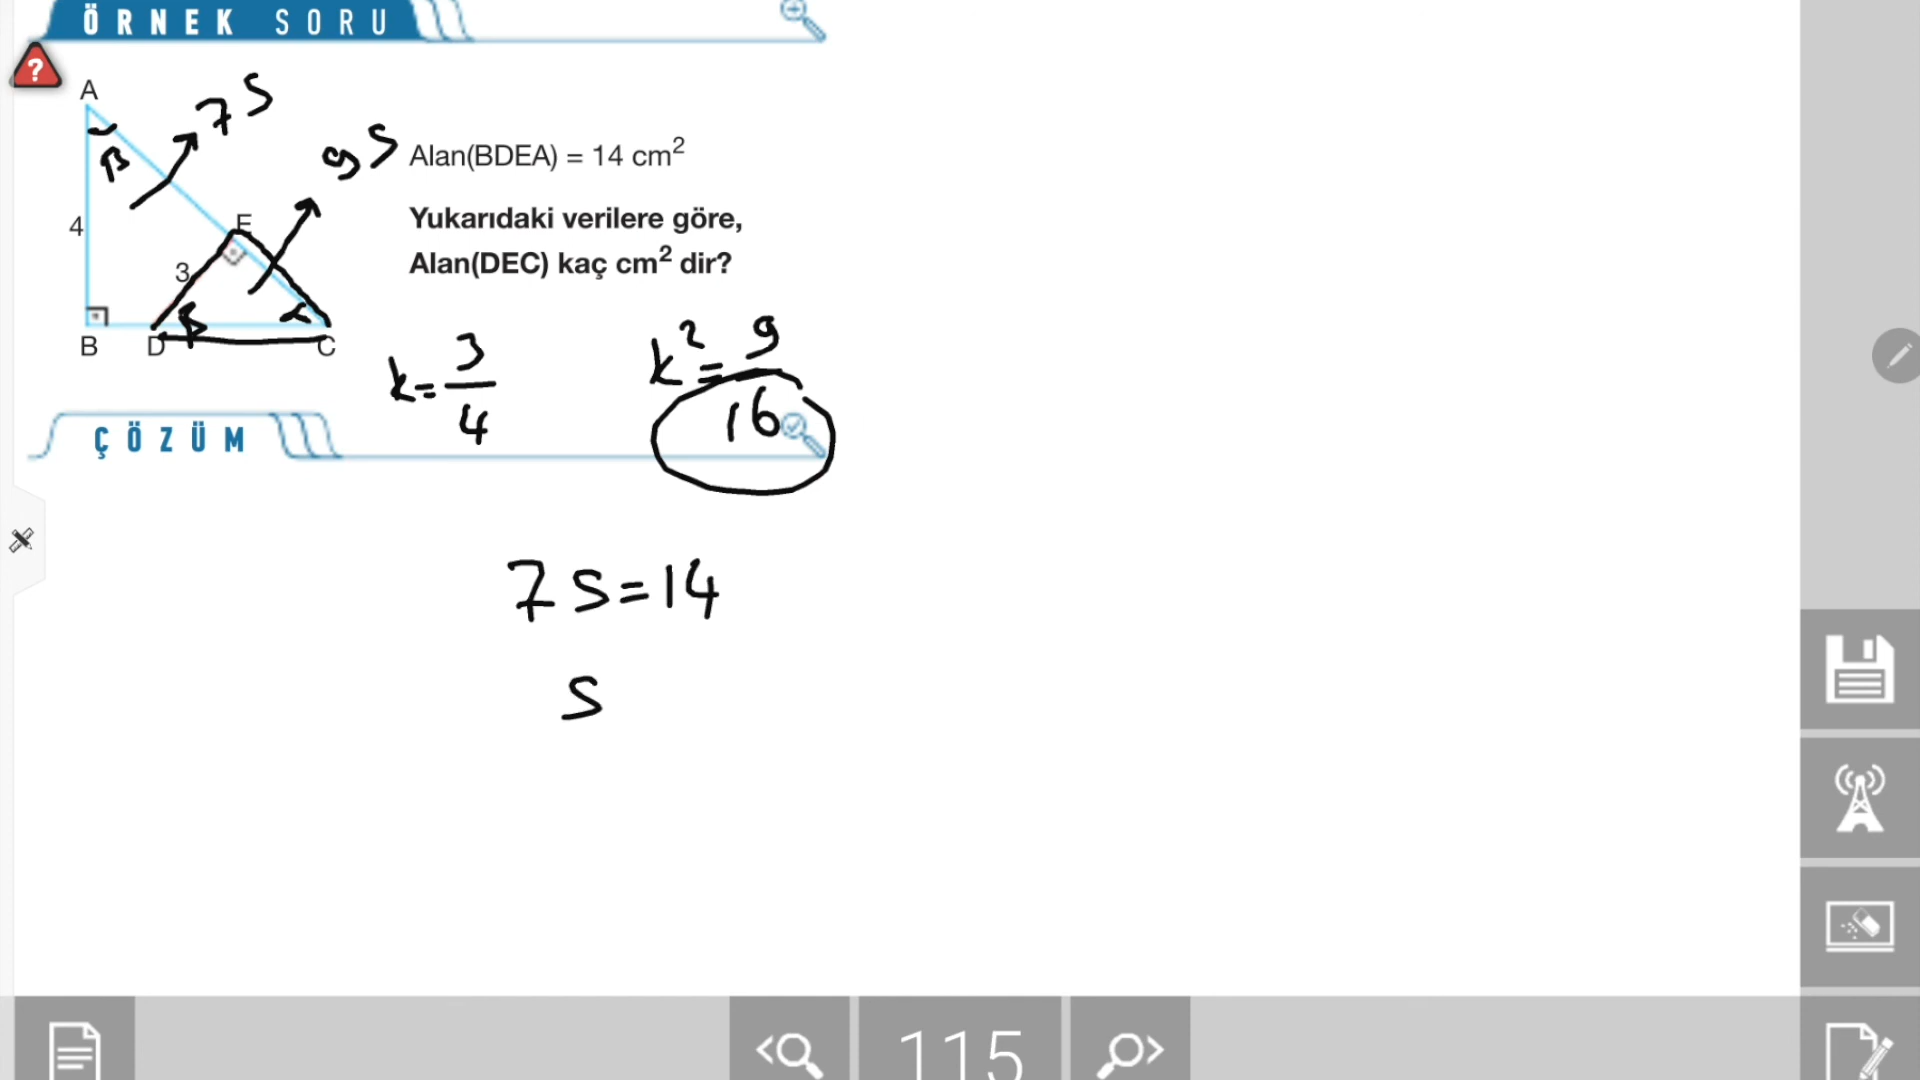 ÖRNEK SORU
?
A
7S
9S
β
4
E
3
B
D
C
Alan(BDEA) = 14 cm²
Yukarıdaki verilere göre,
Alan(DEC) kaç cm² dir?
k = 3/4
k² = 9/16
ÇÖZÜM
7S = 14
S
115